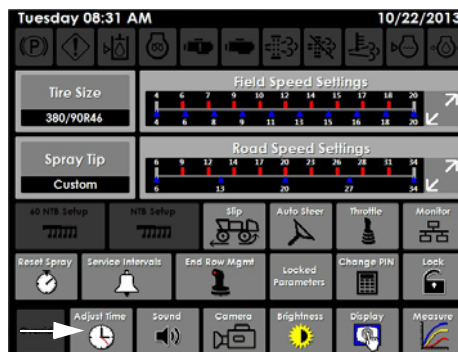 Tuesday 08:31 AM 10/22/2013
Tire Size
380/90R46
Field Speed Settings
4 6 7 9 10 12 14 15 17 18 20
4 6 8 9 11 13 14 16 18 20
Spray Tip
Custom
Road Speed Settings
6 9 12 14 17 20 23 26 28 31 34
6 13 20 27 34
60 NTB Setup NTB Setup Slip Auto Steer Throttle Monitor
Reset Spray Service Intervals End Row Mgmt Locked Parameters Change PIN Lock
Adjust Time Sound Camera Brightness Display Measure